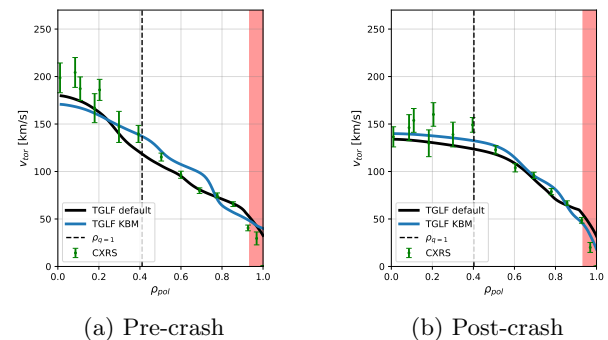 250
200
150
100
50
0
v_tor [km/s]
TGLF default
TGLF KBM
ρ_q=1
CXRS
0.0 0.2 0.4 0.6 0.8 1.0
ρ_pol
(a) Pre-crash
250
200
150
100
50
0
v_tor [km/s]
TGLF default
TGLF KBM
ρ_q=1
CXRS
0.0 0.2 0.4 0.6 0.8 1.0
ρ_pol
(b) Post-crash